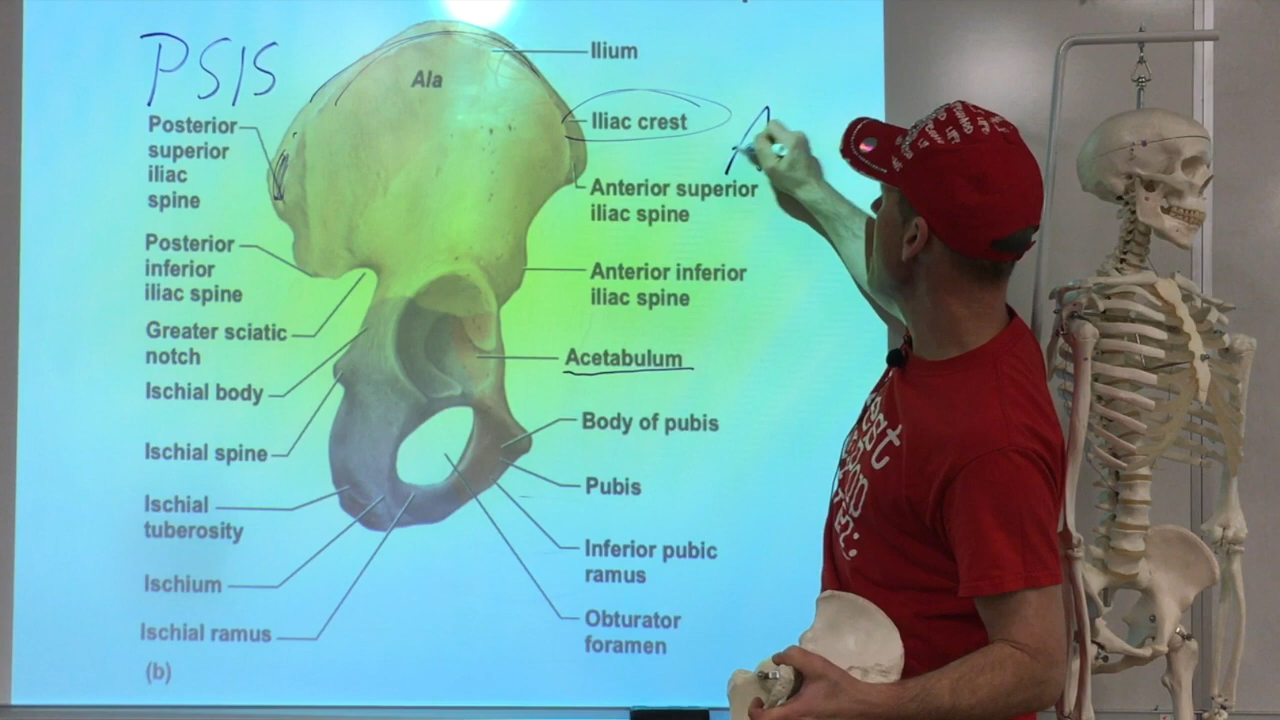 PSIS
Posterior
superior
iliac
spine
Posterior
inferior
iliac spine
Greater sciatic
notch
Ischial body
Ischial spine
Ischial
tuberosity
Ischium
Ischial ramus
(b)
Ala
Ilium
Iliac crest
A
Anterior superior
iliac spine
Anterior inferior
iliac spine
Acetabulum
Body of pubis
Pubis
Inferior pubic
ramus
Obturator
foramen